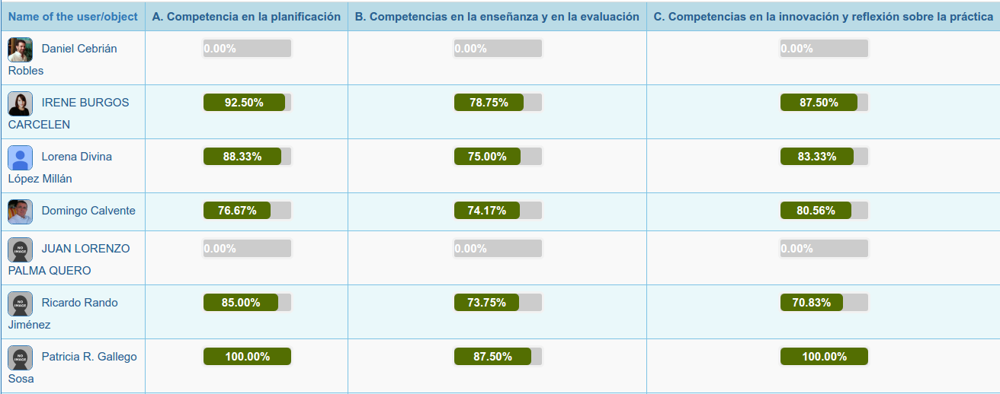 Name of the user/object A. Competencia en la planificación B. Competencias en la enseñanza y en la evaluación C. Competencias en la innovación y reflexión sobre la práctica
Daniel Cebrián 0.00% 0.00% 0.00%
Robles
IRENE BURGOS 92.50% 78.75% 87.50%
CARCELEN
Lorena Divina 88.33% 75.00% 83.33%
López Millán
Domingo Calvente 76.67% 74.17% 80.56%
NO IMAGE JUAN LORENZO 0.00% 0.00% 0.00%
PALMA QUERO
NO IMAGE Ricardo Rando 85.00% 73.75% 70.83%
Jiménez
NO IMAGE Patricia R. Gallego 100.00% 87.50% 100.00%
Sosa